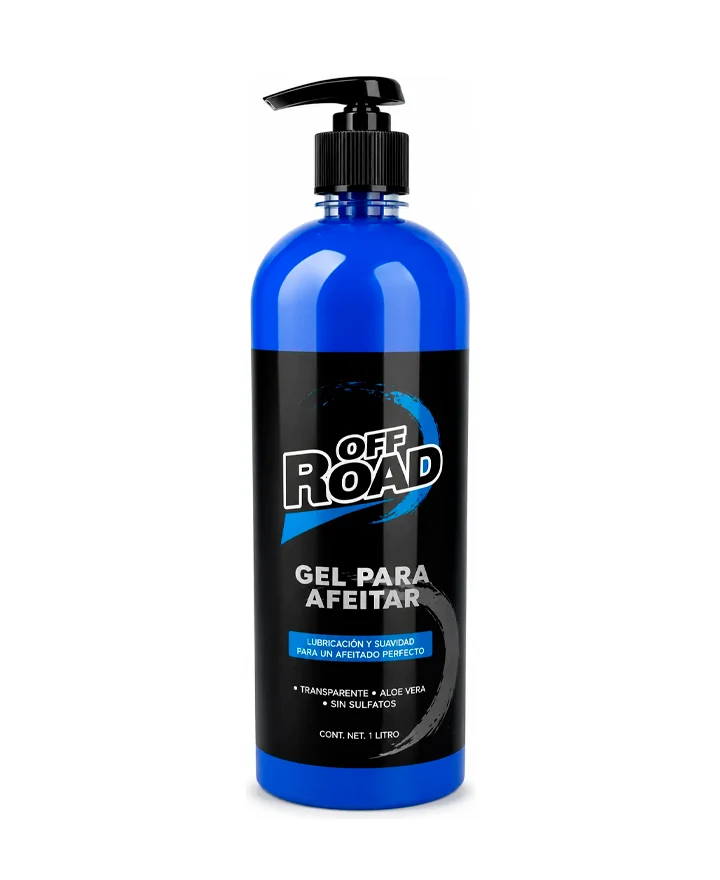 OFF
ROAD
GEL PARA
AFEITAR
LUBRICACIÓN Y SUAVIDAD
PARA UN AFEITADO PERFECTO
• TRANSPARENTE • ALOE VERA
• SIN SULFATOS
CONT. NET. 1 LITRO